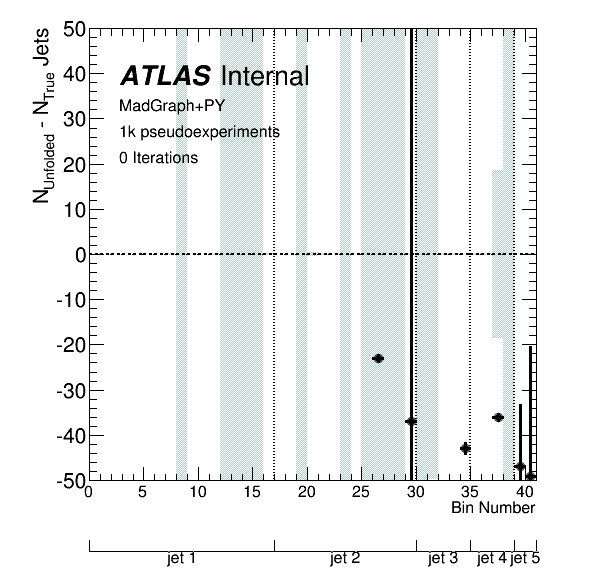 50
40
30
20
10
0
-10
-20
-30
-40
-50
N_Unfolded - N_True Jets
ATLAS Internal
MadGraph+PY
1k pseudoexperiments
0 Iterations
0 5 10 15 20 25 30 35 40
Bin Number
jet 1 jet 2 jet 3 jet 4 jet 5